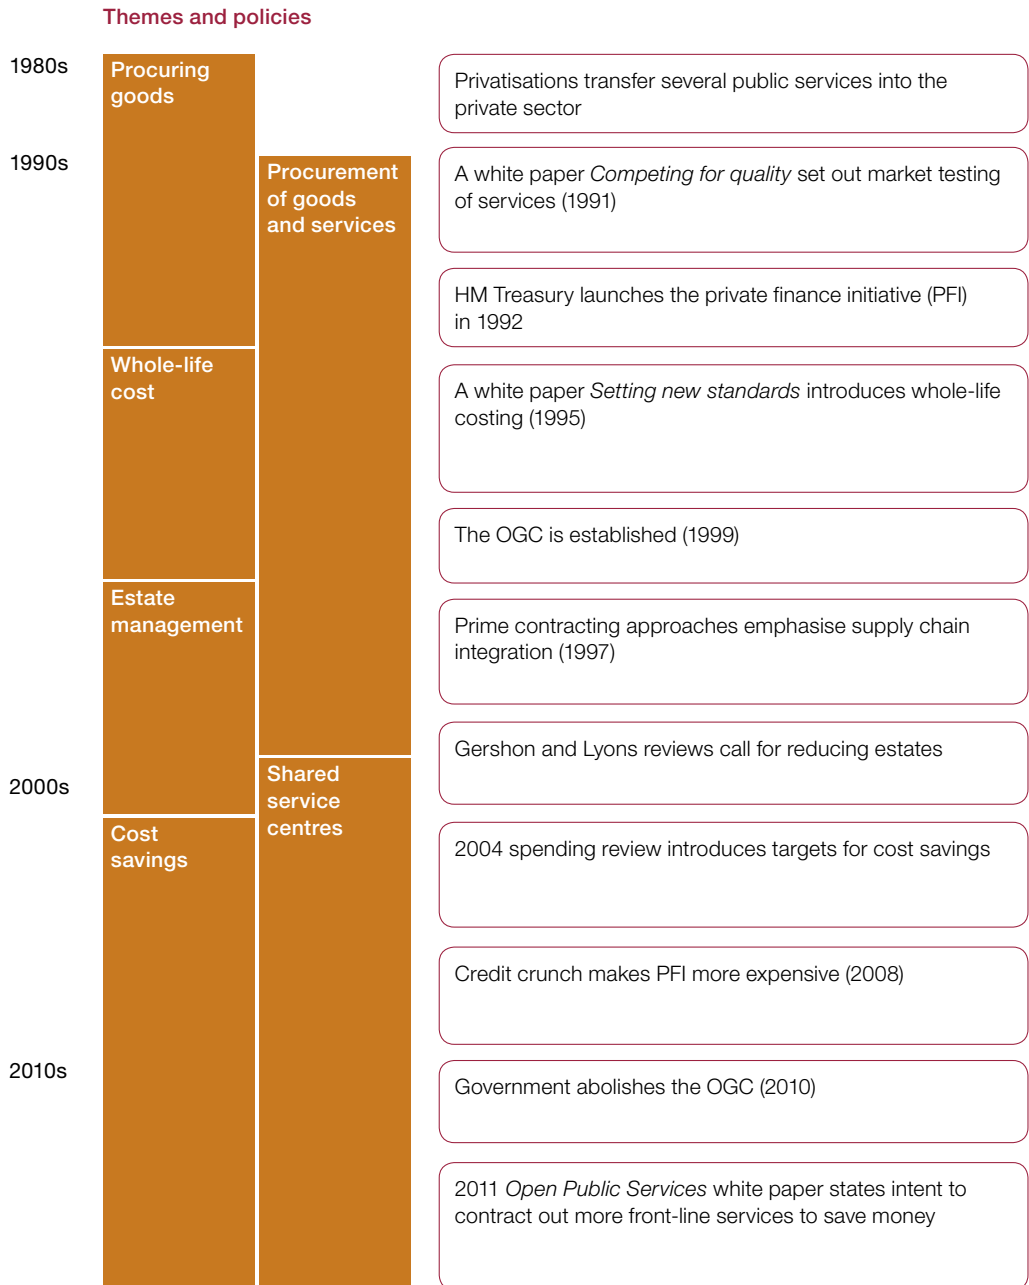 Themes and policies
1980s
Procuring
goods
Privatisations transfer several public services into the
private sector
1990s
Procurement
of goods
and services
A white paper Competing for quality set out market testing
of services (1991)
HM Treasury launches the private finance initiative (PFI)
in 1992
Whole-life
cost
A white paper Setting new standards introduces whole-life
costing (1995)
The OGC is established (1999)
Estate
management
Prime contracting approaches emphasise supply chain
integration (1997)
Gershon and Lyons reviews call for reducing estates
2000s
Shared
service
centres
Cost
savings
2004 spending review introduces targets for cost savings
Credit crunch makes PFI more expensive (2008)
2010s
Government abolishes the OGC (2010)
2011 Open Public Services white paper states intent to
contract out more front-line services to save money